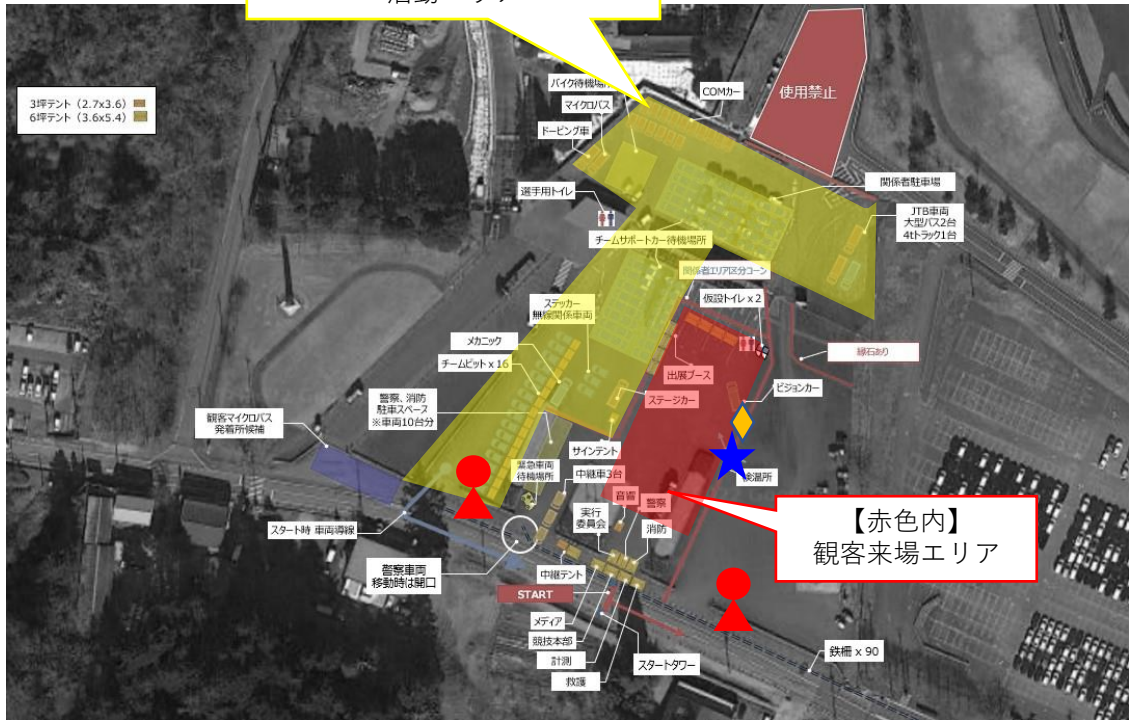 活動エリア
3坪テント（2.7x3.6）
6坪テント（3.6x5.4）
バイク待機場所
マイクロバス
ドーピング車
COMカー
使用禁止
選手用トイレ
関係者駐車場
JTB車両
大型バス2台
4tトラック1台
チームサポートカー待機場所
関係者エリア区分コーン
仮設トイレ x 2
ステッカー
無線関係車両
メカニック
チームピット x 16
出展ブース
縁石あり
ステージカー
ビジョンカー
警察、消防
駐車スペース
※車両10台分
観客マイクロバス
発着所候補
サインテント
緊急車両
待機場所
中継車3台
検温所
音響
警察
実行
委員会
消防
【赤色内】
観客来場エリア
スタート時 車両導線
警察車両
移動時は開口
中継テント
START
メディア
競技本部
計測
救護
スタートタワー
鉄柵 x 90